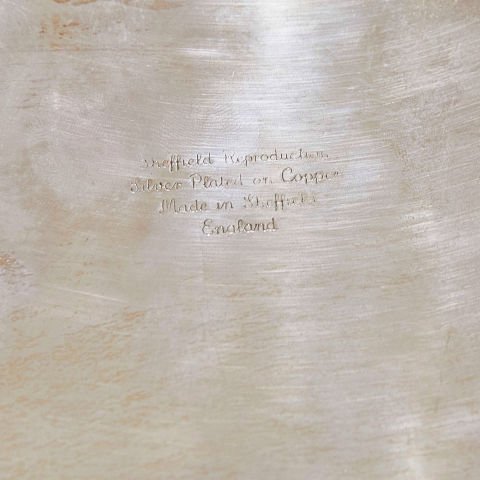 Sheffield Reproduction
Silver Plated on Copper
Made in Sheffield
England